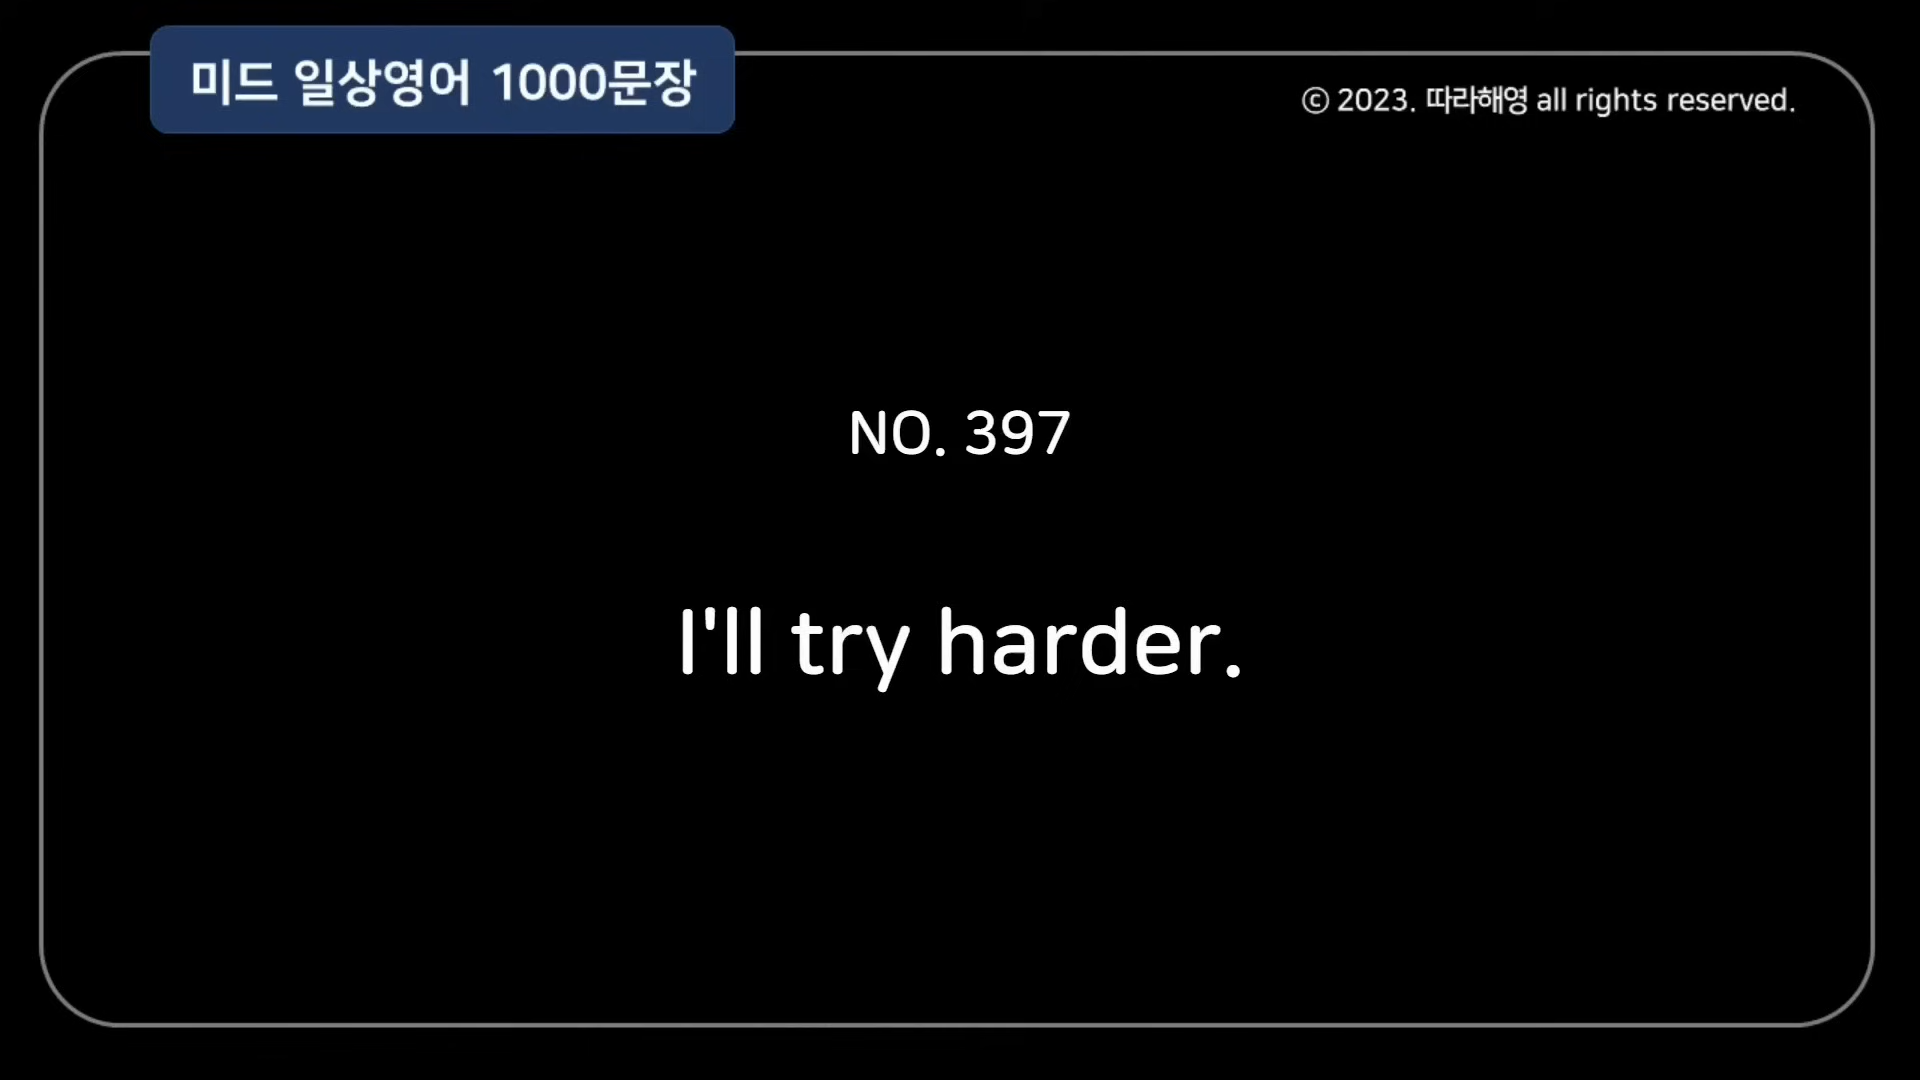 미드 일상영어 1000문장
ⓒ 2023. 따라해영 all rights reserved.
NO. 397
I'll try harder.